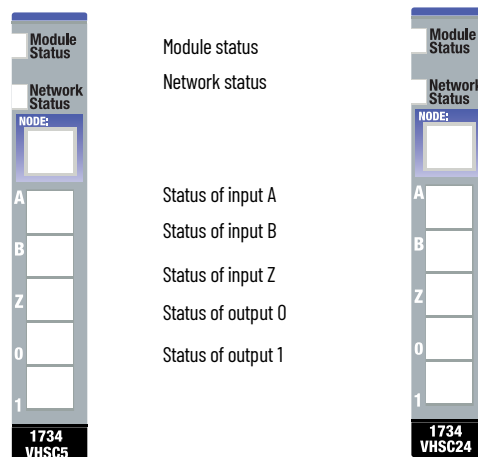 Module
Status
Network
Status
NODE:
A
B
Z
0
1
1734
VHSC5
Module status
Network status
Status of input A
Status of input B
Status of input Z
Status of output 0
Status of output 1
Module
Status
Network
Status
NODE:
A
B
Z
0
1
1734
VHSC24